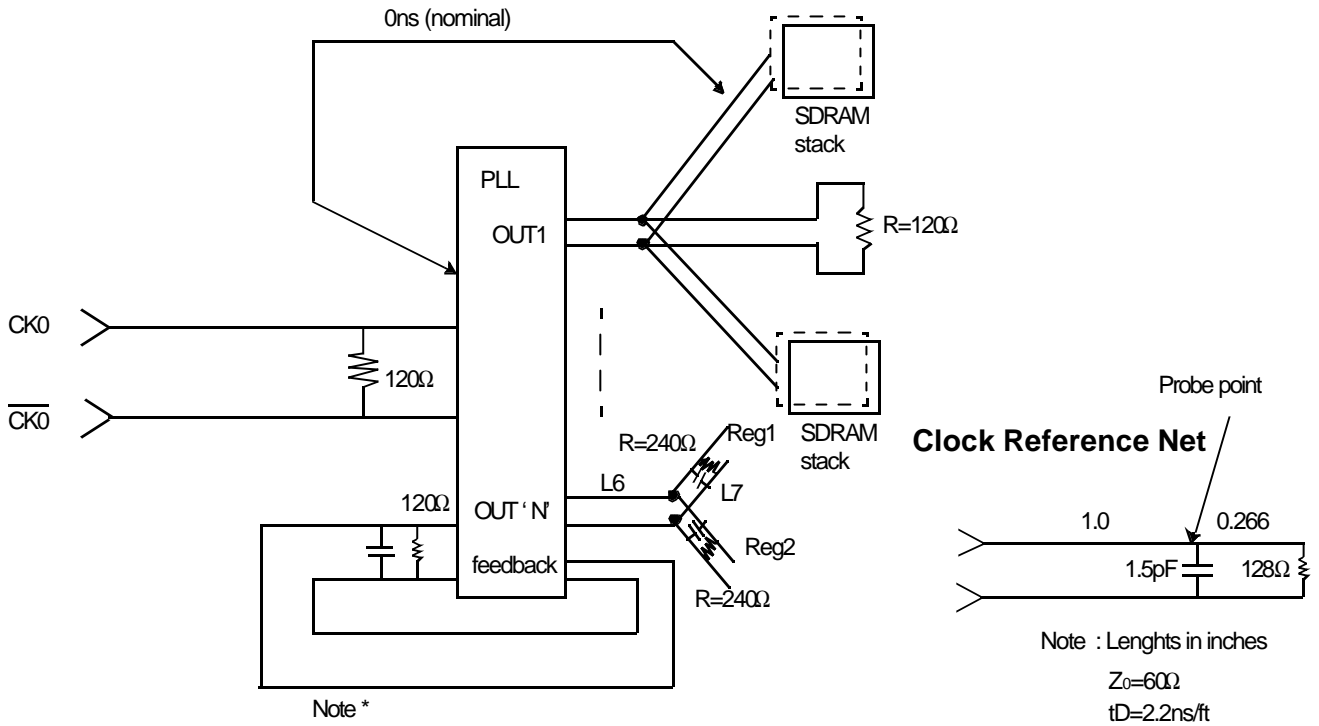 0ns (nominal)
SDRAM
stack
PLL
OUT1
R=120Ω
CK0
120Ω
CK0
SDRAM
stack
Probe point
Clock Reference Net
R=240Ω
Reg1
L6
L7
120Ω
OUT ‘ N’
Reg2
feedback
R=240Ω
1.0
0.266
1.5pF
128Ω
Note : Lenghts in inches
Z0=60Ω
tD=2.2ns/ft
Note *